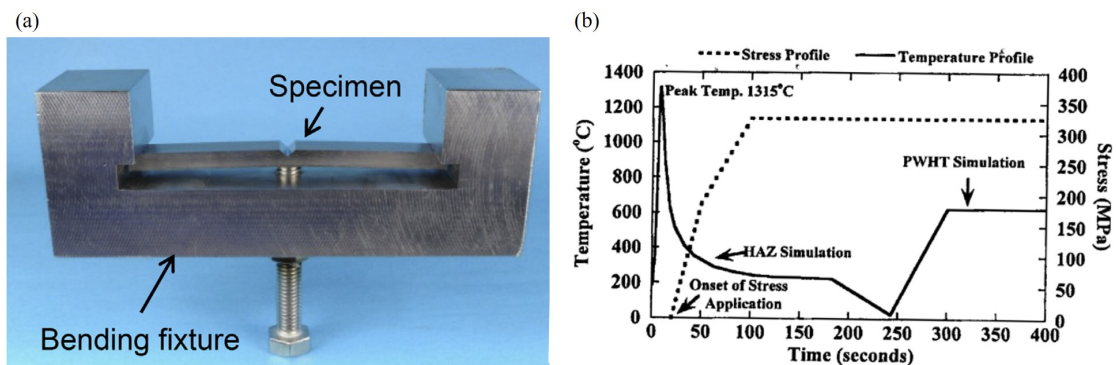 (a)
Specimen
Bending fixture
(b)
Stress Profile Temperature Profile
1400
1200
1000
800
600
400
200
0
Temperature (°C)
Peak Temp. 1315°C
PWHT Simulation
HAZ Simulation
Onset of Stress
Application
400
350
300
250
200
150
100
50
0
Stress (MPa)
0 50 100 150 200 250 300 350 400
Time (seconds)